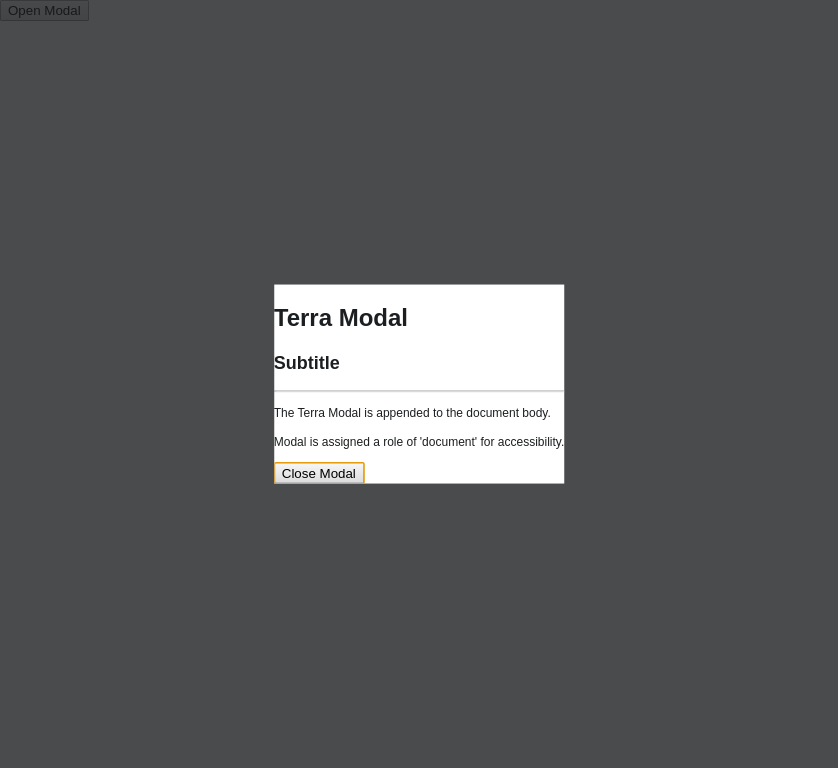 Open Modal
Terra Modal
Subtitle
The Terra Modal is appended to the document body.
Modal is assigned a role of 'document' for accessibility.
Close Modal